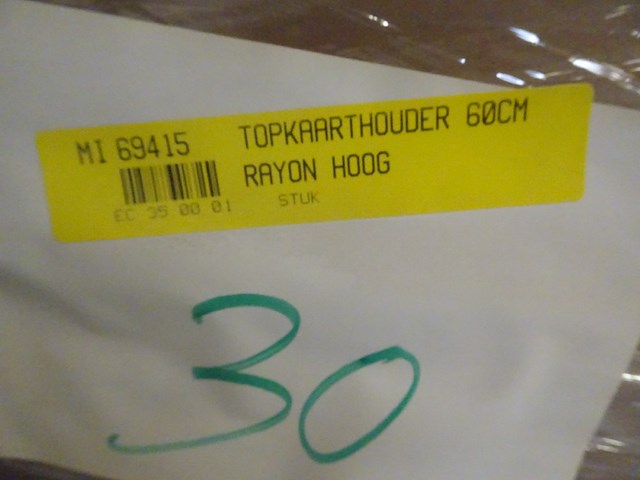 MI 69415 TOPKAARTHOUDER 60CM
RAYON HOOG
EC 35 00 01 STUK
30